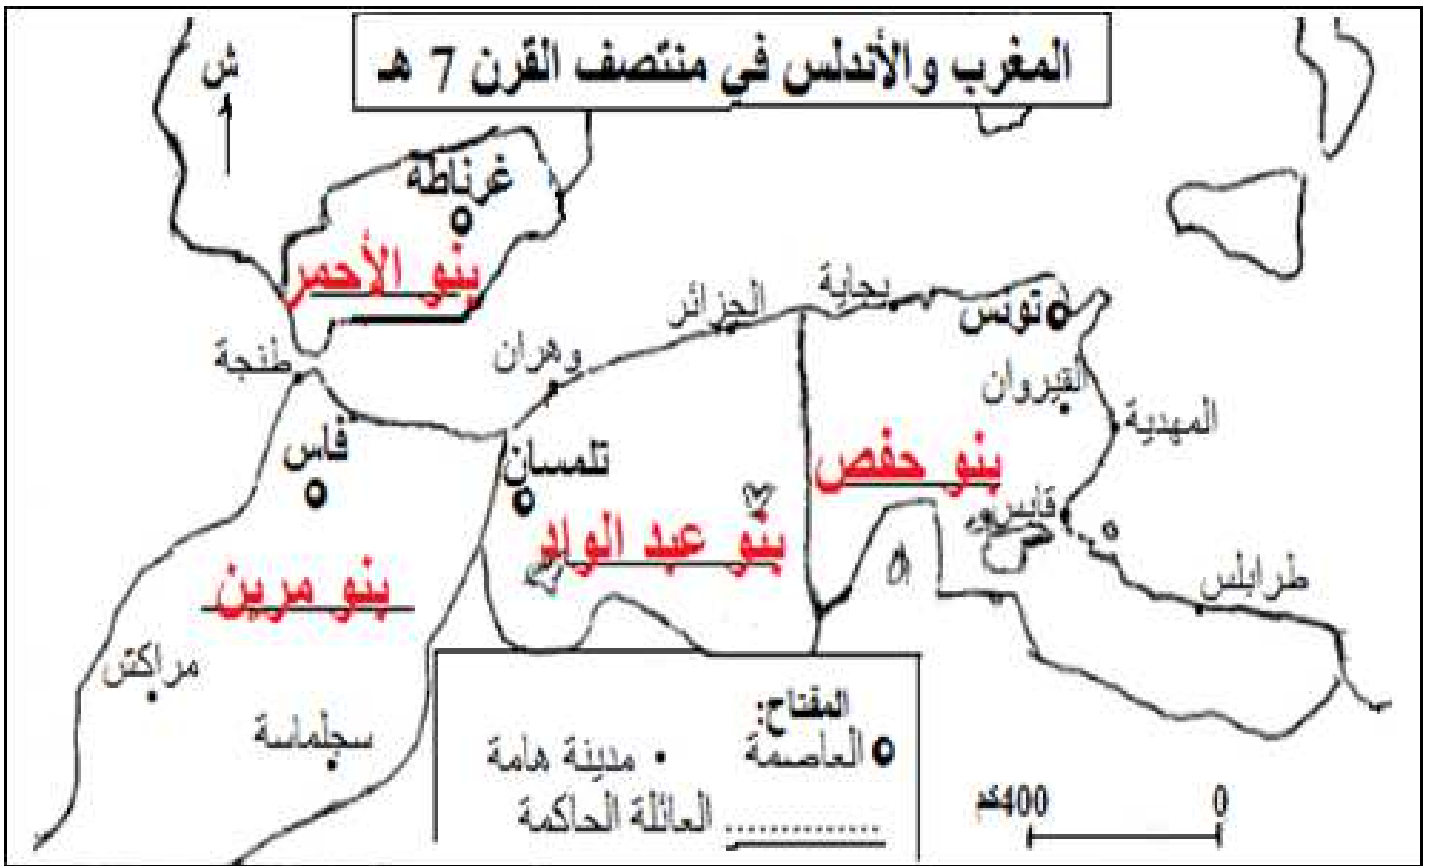 المغرب والأندلس في منتصف القرن 7 هـ
ش
غرناطة
بنو الأحمر
طنجة
وهران
الجزائر
بجاية
تونس
القيروان
المهدية
فاس
تلمسان
بنو حفص
قابس
بنو عبد الواد
بنو مرين
طرابلس
مراكش
سجلماسة
المفتاح:
العاصمة
مدينة هامة
العائلة الحاكمة
0 400كم